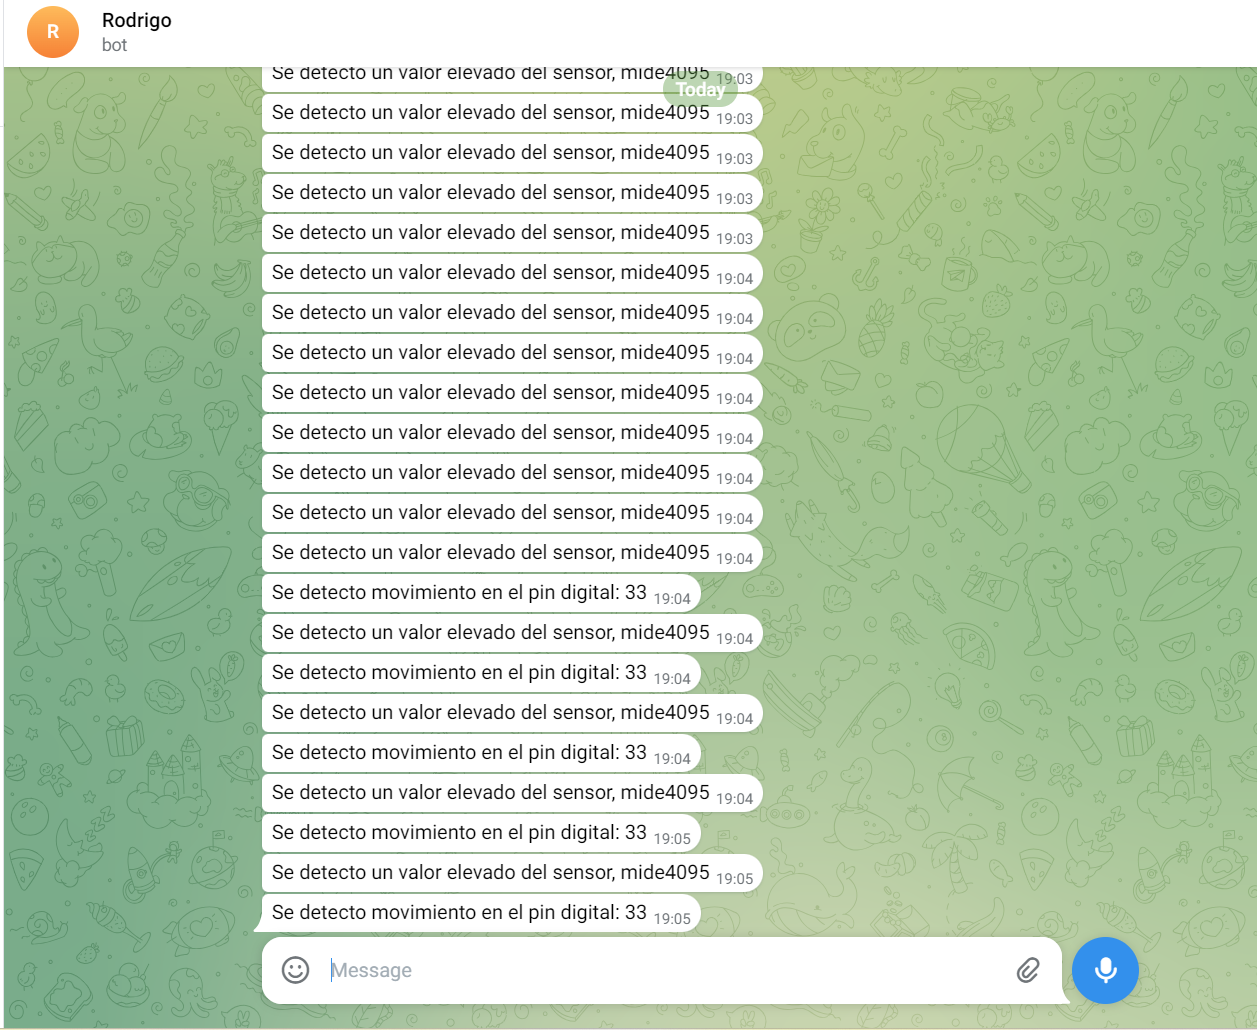 R
Rodrigo
bot
Se detecto un valor elevado del sensor, mide4095 19:03
Today
Se detecto un valor elevado del sensor, mide4095 19:03
Se detecto un valor elevado del sensor, mide4095 19:03
Se detecto un valor elevado del sensor, mide4095 19:03
Se detecto un valor elevado del sensor, mide4095 19:03
Se detecto un valor elevado del sensor, mide4095 19:04
Se detecto un valor elevado del sensor, mide4095 19:04
Se detecto un valor elevado del sensor, mide4095 19:04
Se detecto un valor elevado del sensor, mide4095 19:04
Se detecto un valor elevado del sensor, mide4095 19:04
Se detecto un valor elevado del sensor, mide4095 19:04
Se detecto un valor elevado del sensor, mide4095 19:04
Se detecto un valor elevado del sensor, mide4095 19:04
Se detecto movimiento en el pin digital: 33 19:04
Se detecto un valor elevado del sensor, mide4095 19:04
Se detecto movimiento en el pin digital: 33 19:04
Se detecto un valor elevado del sensor, mide4095 19:04
Se detecto movimiento en el pin digital: 33 19:04
Se detecto un valor elevado del sensor, mide4095 19:04
Se detecto movimiento en el pin digital: 33 19:05
Se detecto un valor elevado del sensor, mide4095 19:05
Se detecto movimiento en el pin digital: 33 19:05
Message